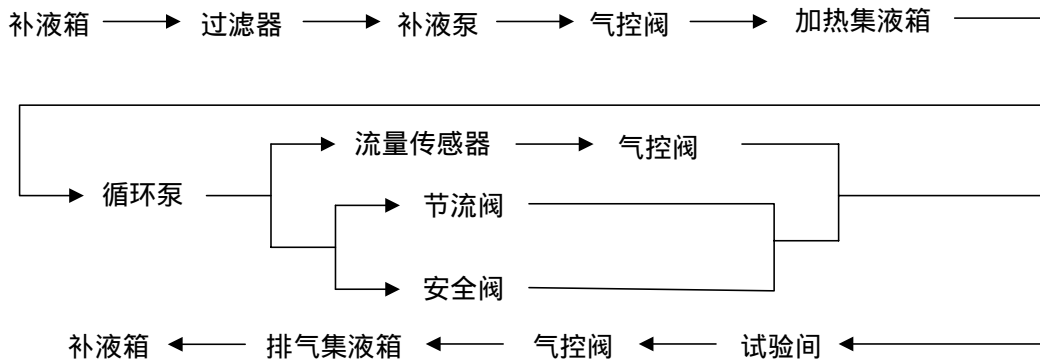 补液箱 过滤器 补液泵 气控阀 加热集液箱
流量传感器 气控阀
循环泵
节流阀
安全阀
补液箱 排气集液箱 气控阀 试验间